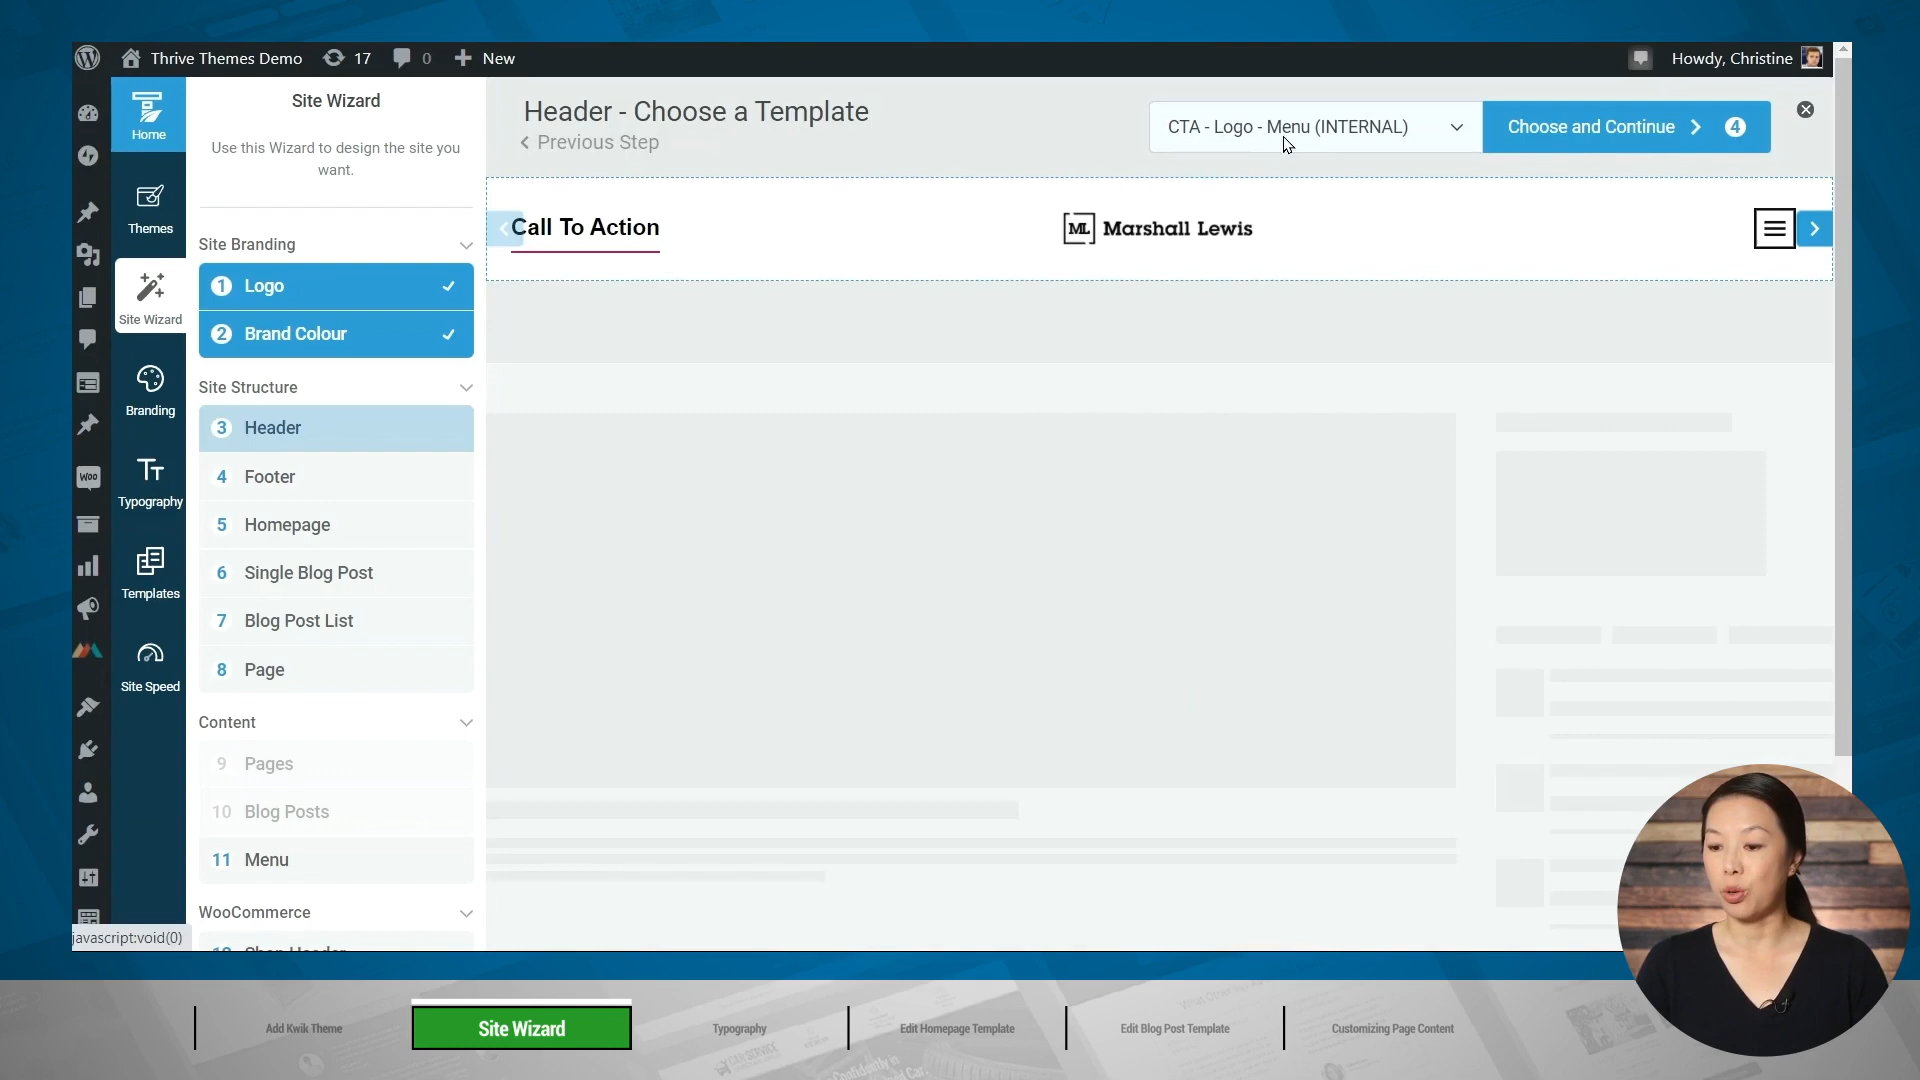 Thrive Themes Demo
17
0
New
Howdy, Christine
Home
Themes
Site Wizard
Branding
Typography
Templates
Site Speed
Woo
Site Wizard
Use this Wizard to design the site you
want.
Site Branding
1 Logo
2 Brand Colour
Site Structure
3 Header
4 Footer
5 Homepage
6 Single Blog Post
7 Blog Post List
8 Page
Content
9 Pages
10 Blog Posts
11 Menu
WooCommerce
12 Shop Header
javascript:void(0)
Header - Choose a Template
Previous Step
CTA - Logo - Menu (INTERNAL)
Choose and Continue 4
Call To Action
ML Marshall Lewis
Add Kwik Theme
Site Wizard
Typography
Edit Homepage Template
Edit Blog Post Template
Customizing Page Content